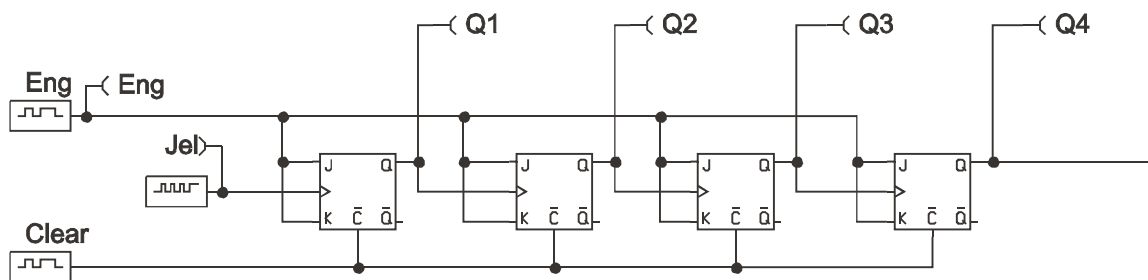 Q1 Q2 Q3 Q4
Eng Eng
Jel
J Q J Q J Q J Q
K C̅ Q̅ K C̅ Q̅ K C̅ Q̅ K C̅ Q̅
Clear